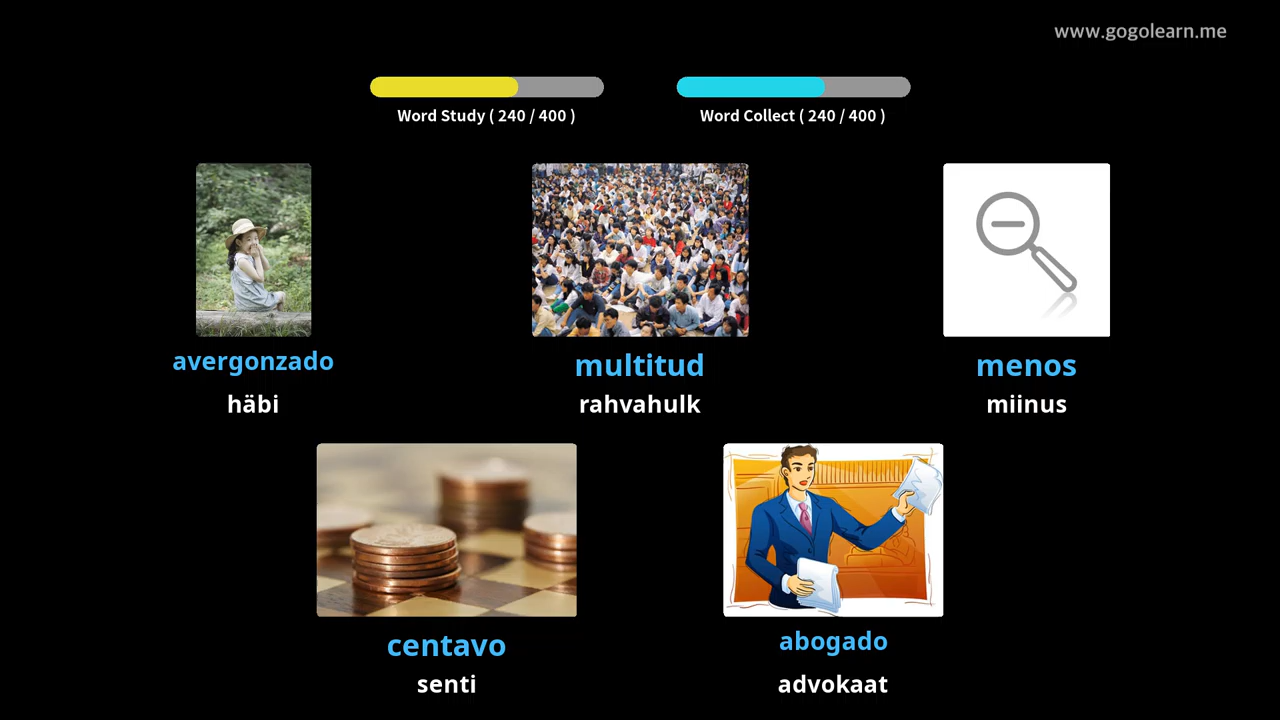 www.gogolearn.me
Word Study ( 240 / 400 )
Word Collect ( 240 / 400 )
avergonzado
multitud
menos
häbi
rahvahulk
miinus
centavo
abogado
senti
advokaat